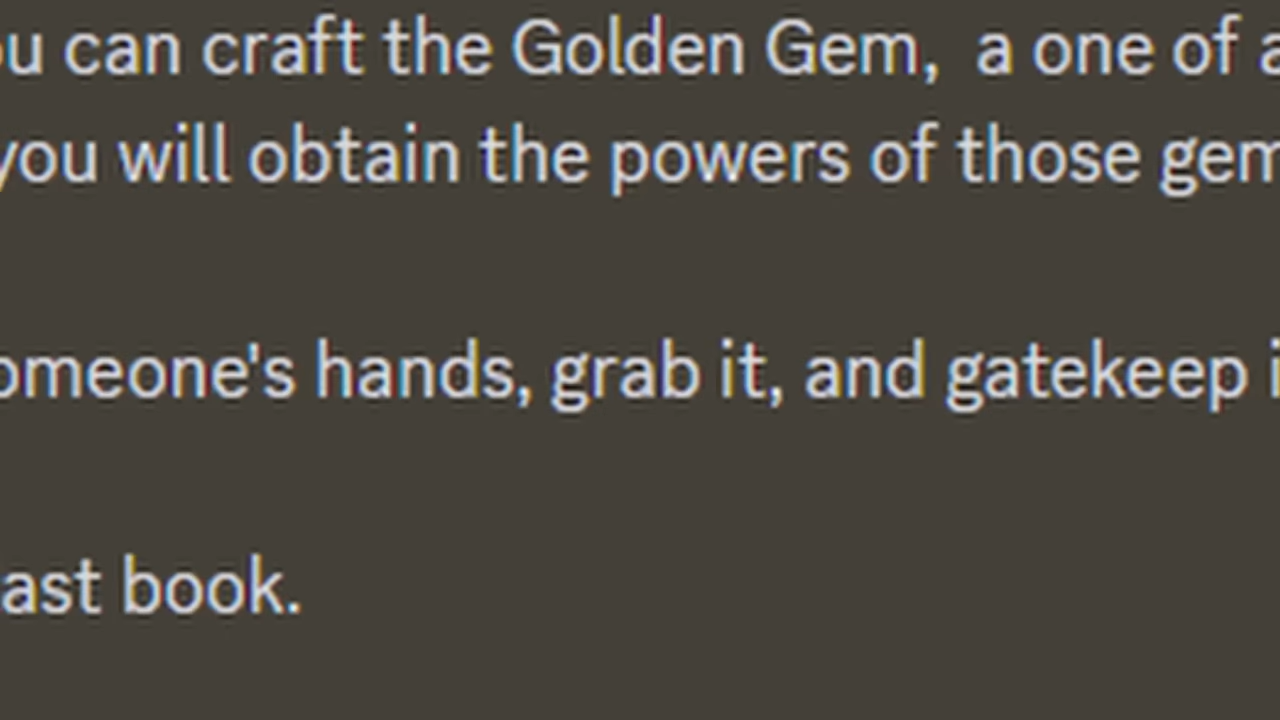 ou can craft the Golden Gem,  a one of a
you will obtain the powers of those gem
omeone's hands, grab it, and gatekeep i
ast book.